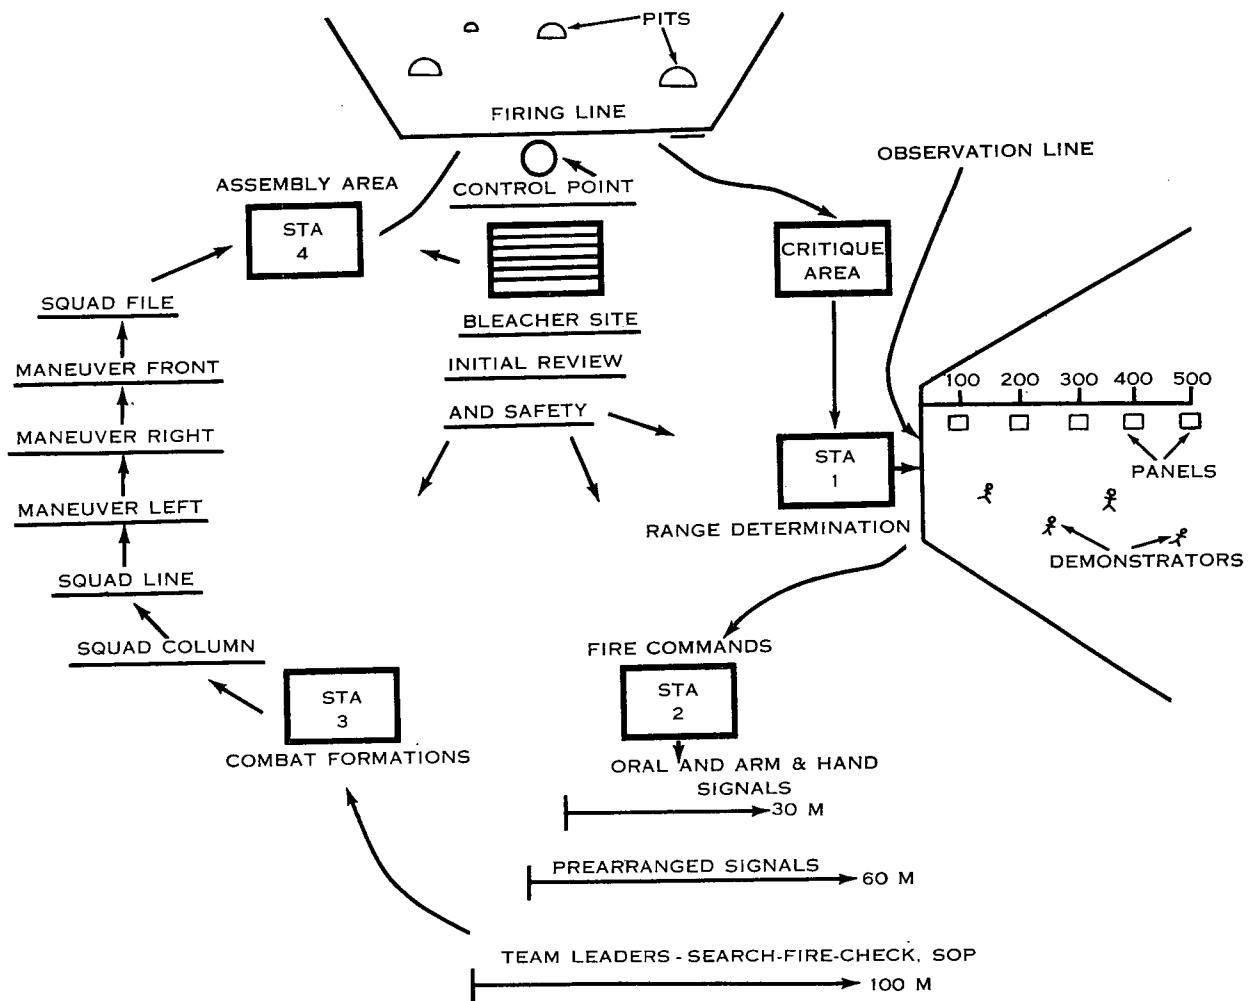 PITS
FIRING LINE
OBSERVATION LINE
ASSEMBLY AREA
CONTROL POINT
STA
4
CRITIQUE
AREA
SQUAD FILE
BLEACHER SITE
INITIAL REVIEW
AND SAFETY
MANEUVER FRONT
MANEUVER RIGHT
MANEUVER LEFT
SQUAD LINE
SQUAD COLUMN
100 200 300 400 500
PANELS
STA
1
RANGE DETERMINATION
DEMONSTRATORS
FIRE COMMANDS
STA
2
STA
3
COMBAT FORMATIONS
ORAL AND ARM & HAND
SIGNALS
30 M
PREARRANGED SIGNALS
60 M
TEAM LEADERS - SEARCH-FIRE-CHECK, SOP
100 M